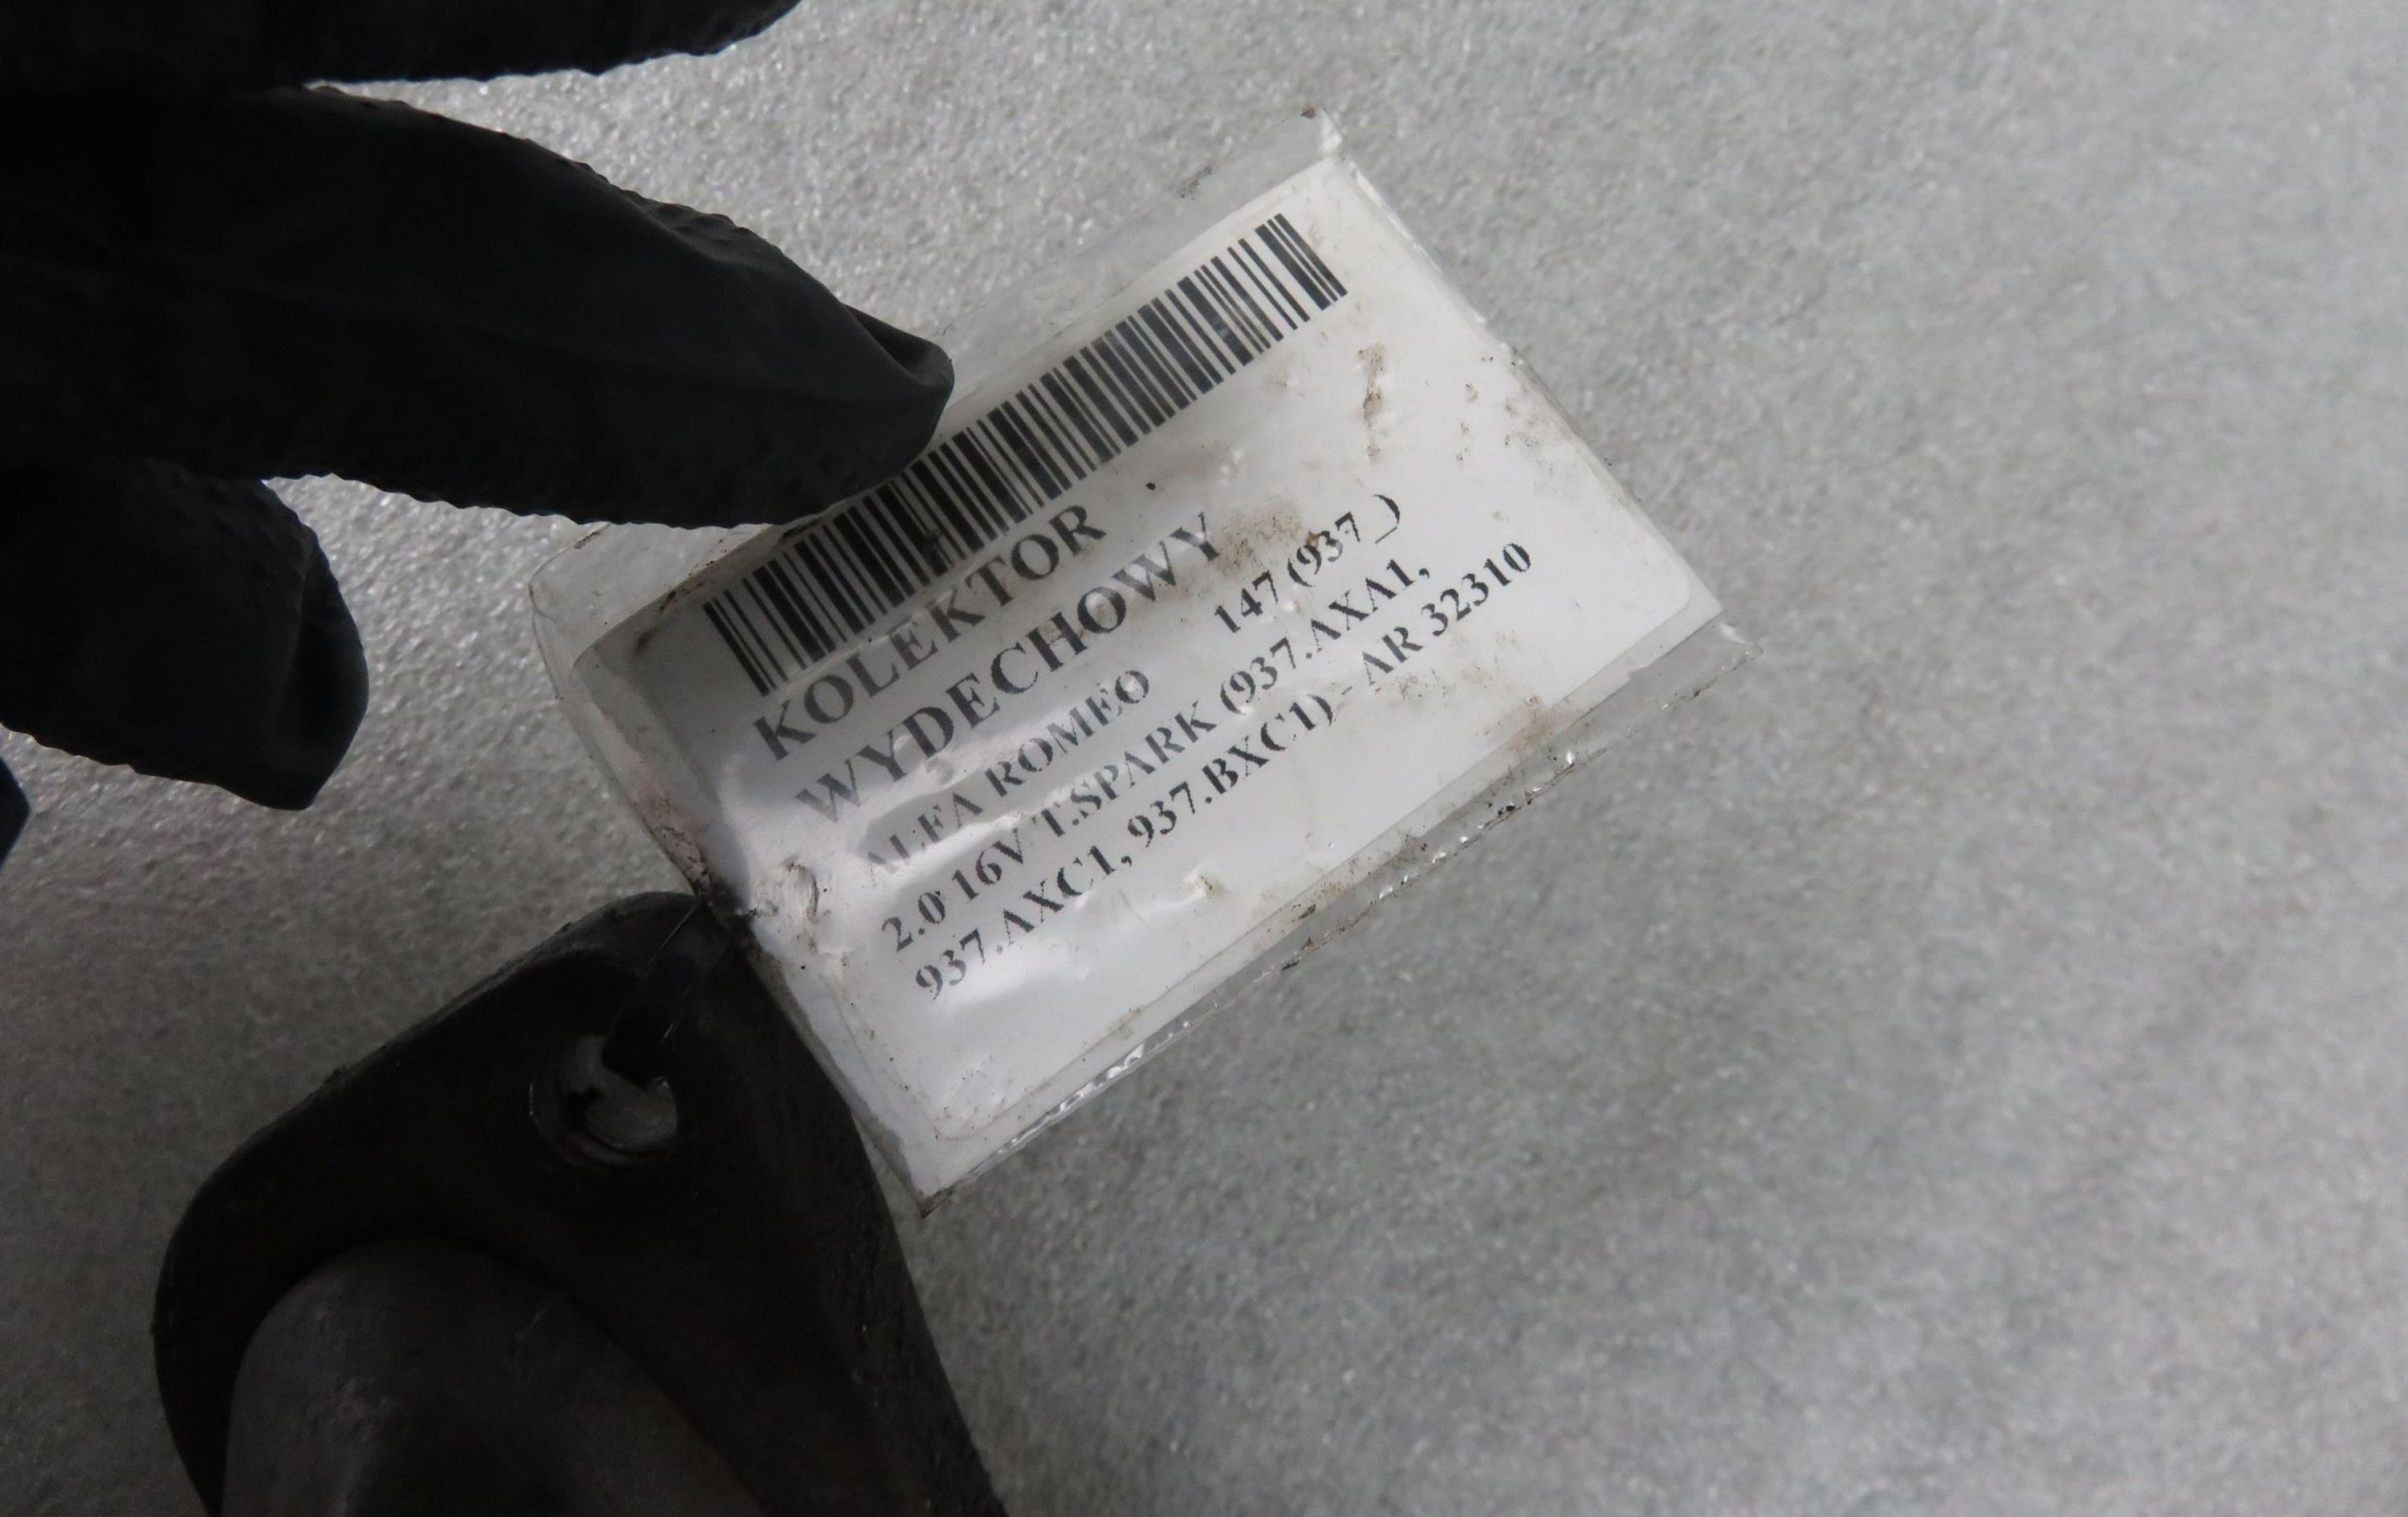 KOLEKTOR
WYDECHOWY
ALFA ROMEO 147 (937_)
2.0 16V T.SPARK (937.AXA1,
937.AXC1, 937.BXC1) - AR 32310